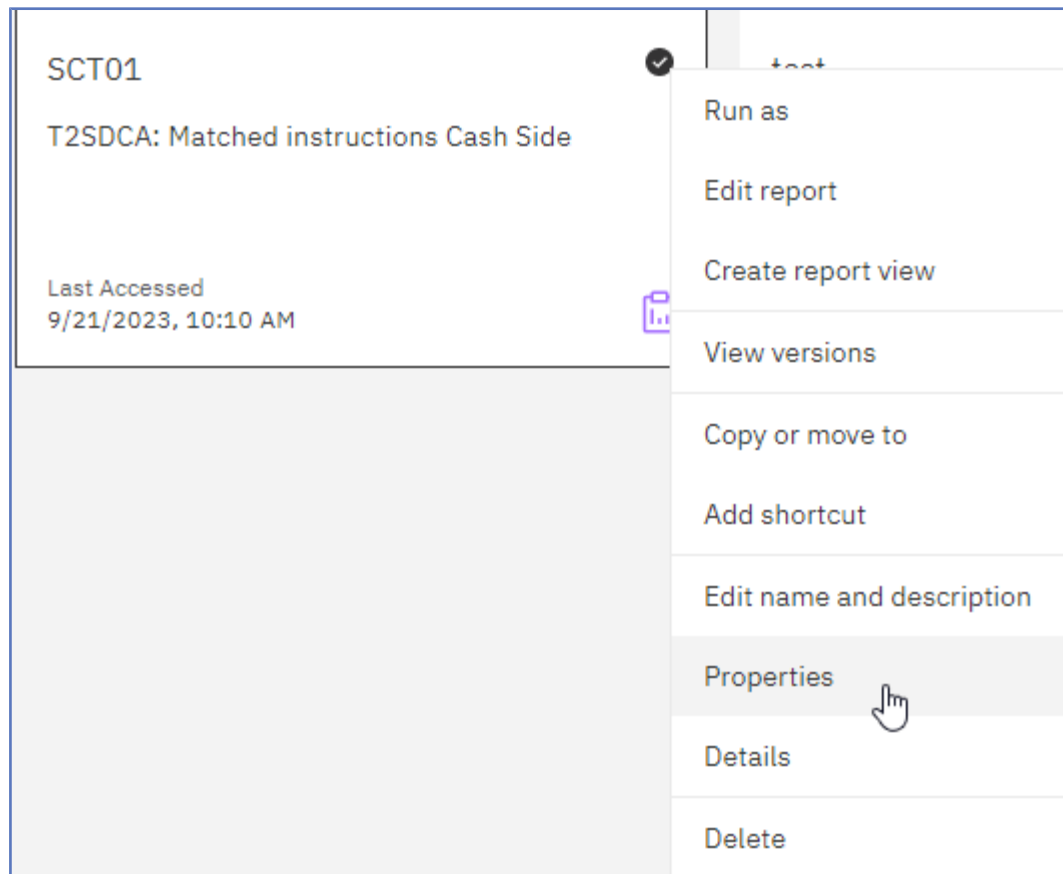 SCT01
T2SDCA: Matched instructions Cash Side
Last Accessed
9/21/2023, 10:10 AM
test
Run as
Edit report
Create report view
View versions
Copy or move to
Add shortcut
Edit name and description
Properties
Details
Delete